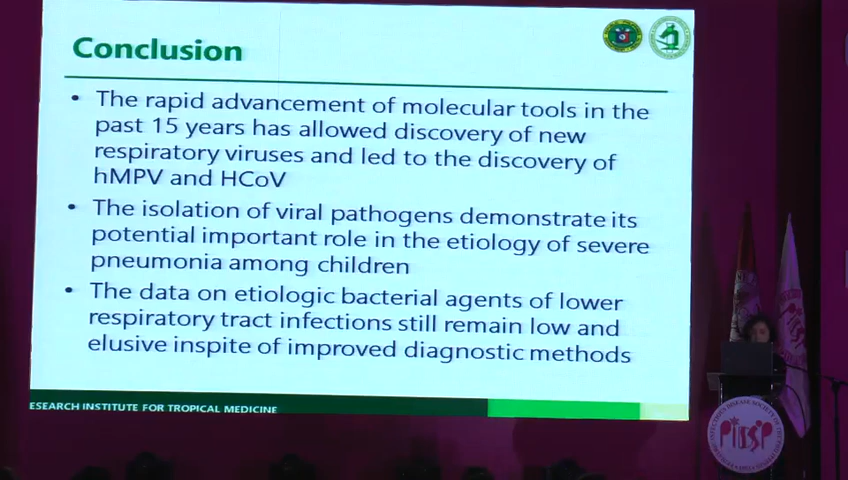 Conclusion
• The rapid advancement of molecular tools in the
past 15 years has allowed discovery of new
respiratory viruses and led to the discovery of
hMPV and HCoV
• The isolation of viral pathogens demonstrate its
potential important role in the etiology of severe
pneumonia among children
• The data on etiologic bacterial agents of lower
respiratory tract infections still remain low and
elusive inspite of improved diagnostic methods
ESEARCH INSTITUTE FOR TROPICAL MEDICINE